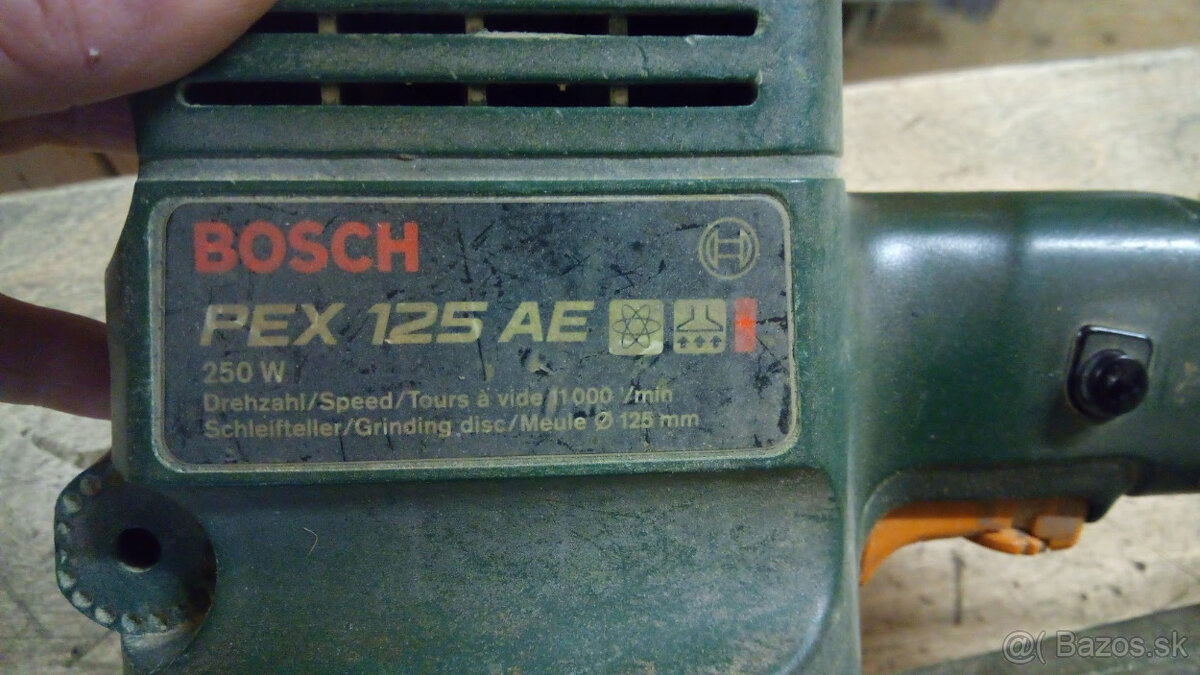 BOSCH
PEX 125 AE
250 W
Drehzahl/Speed/Tours à vide 11000 1/min
Schleifteller/Grinding disc/Meule Ø 125 mm
@( Bazos.sk